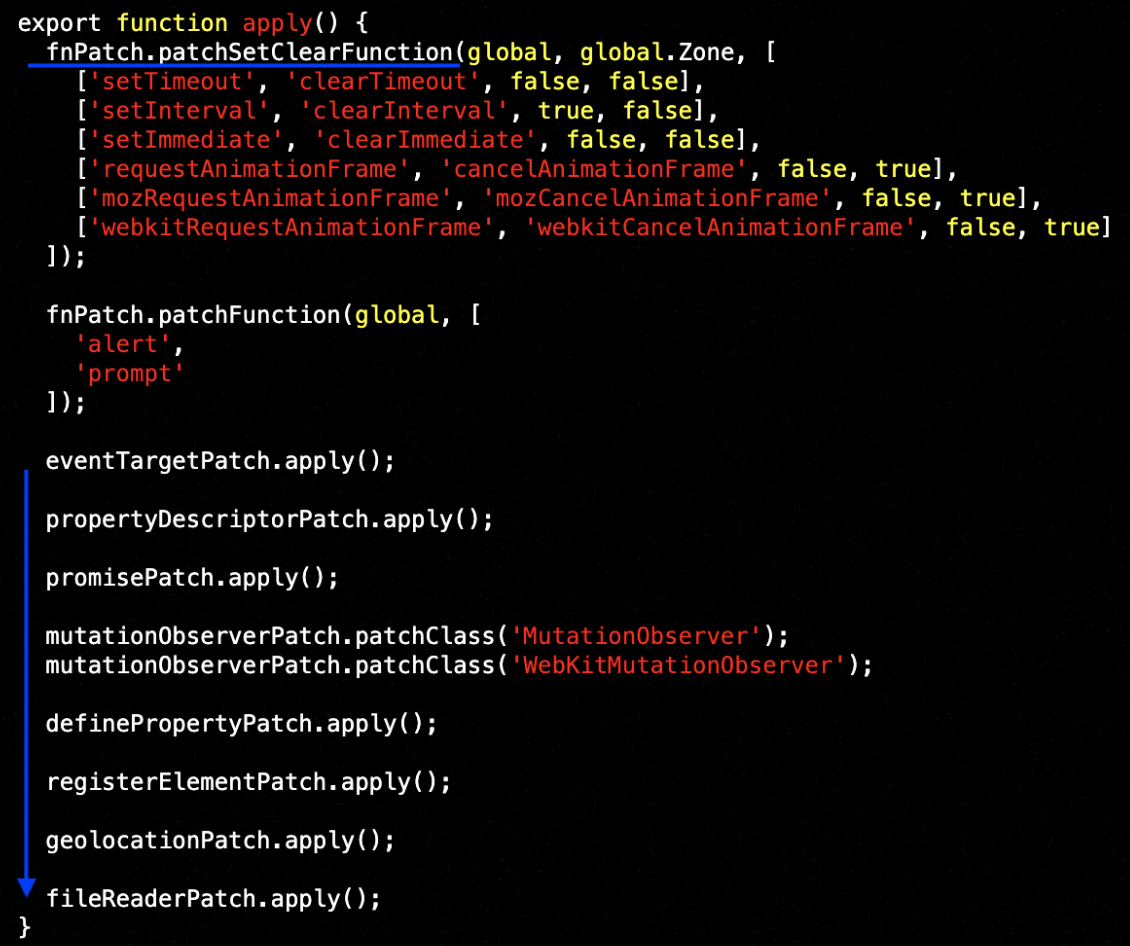 export function apply() {
  fnPatch.patchSetClearFunction(global, global.Zone, [
    ['setTimeout', 'clearTimeout', false, false],
    ['setInterval', 'clearInterval', true, false],
    ['setImmediate', 'clearImmediate', false, false],
    ['requestAnimationFrame', 'cancelAnimationFrame', false, true],
    ['mozRequestAnimationFrame', 'mozCancelAnimationFrame', false, true],
    ['webkitRequestAnimationFrame', 'webkitCancelAnimationFrame', false, true]
  ]);

  fnPatch.patchFunction(global, [
    'alert',
    'prompt'
  ]);

  eventTargetPatch.apply();

  propertyDescriptorPatch.apply();

  promisePatch.apply();

  mutationObserverPatch.patchClass('MutationObserver');
  mutationObserverPatch.patchClass('WebKitMutationObserver');

  definePropertyPatch.apply();

  registerElementPatch.apply();

  geolocationPatch.apply();

  fileReaderPatch.apply();
}